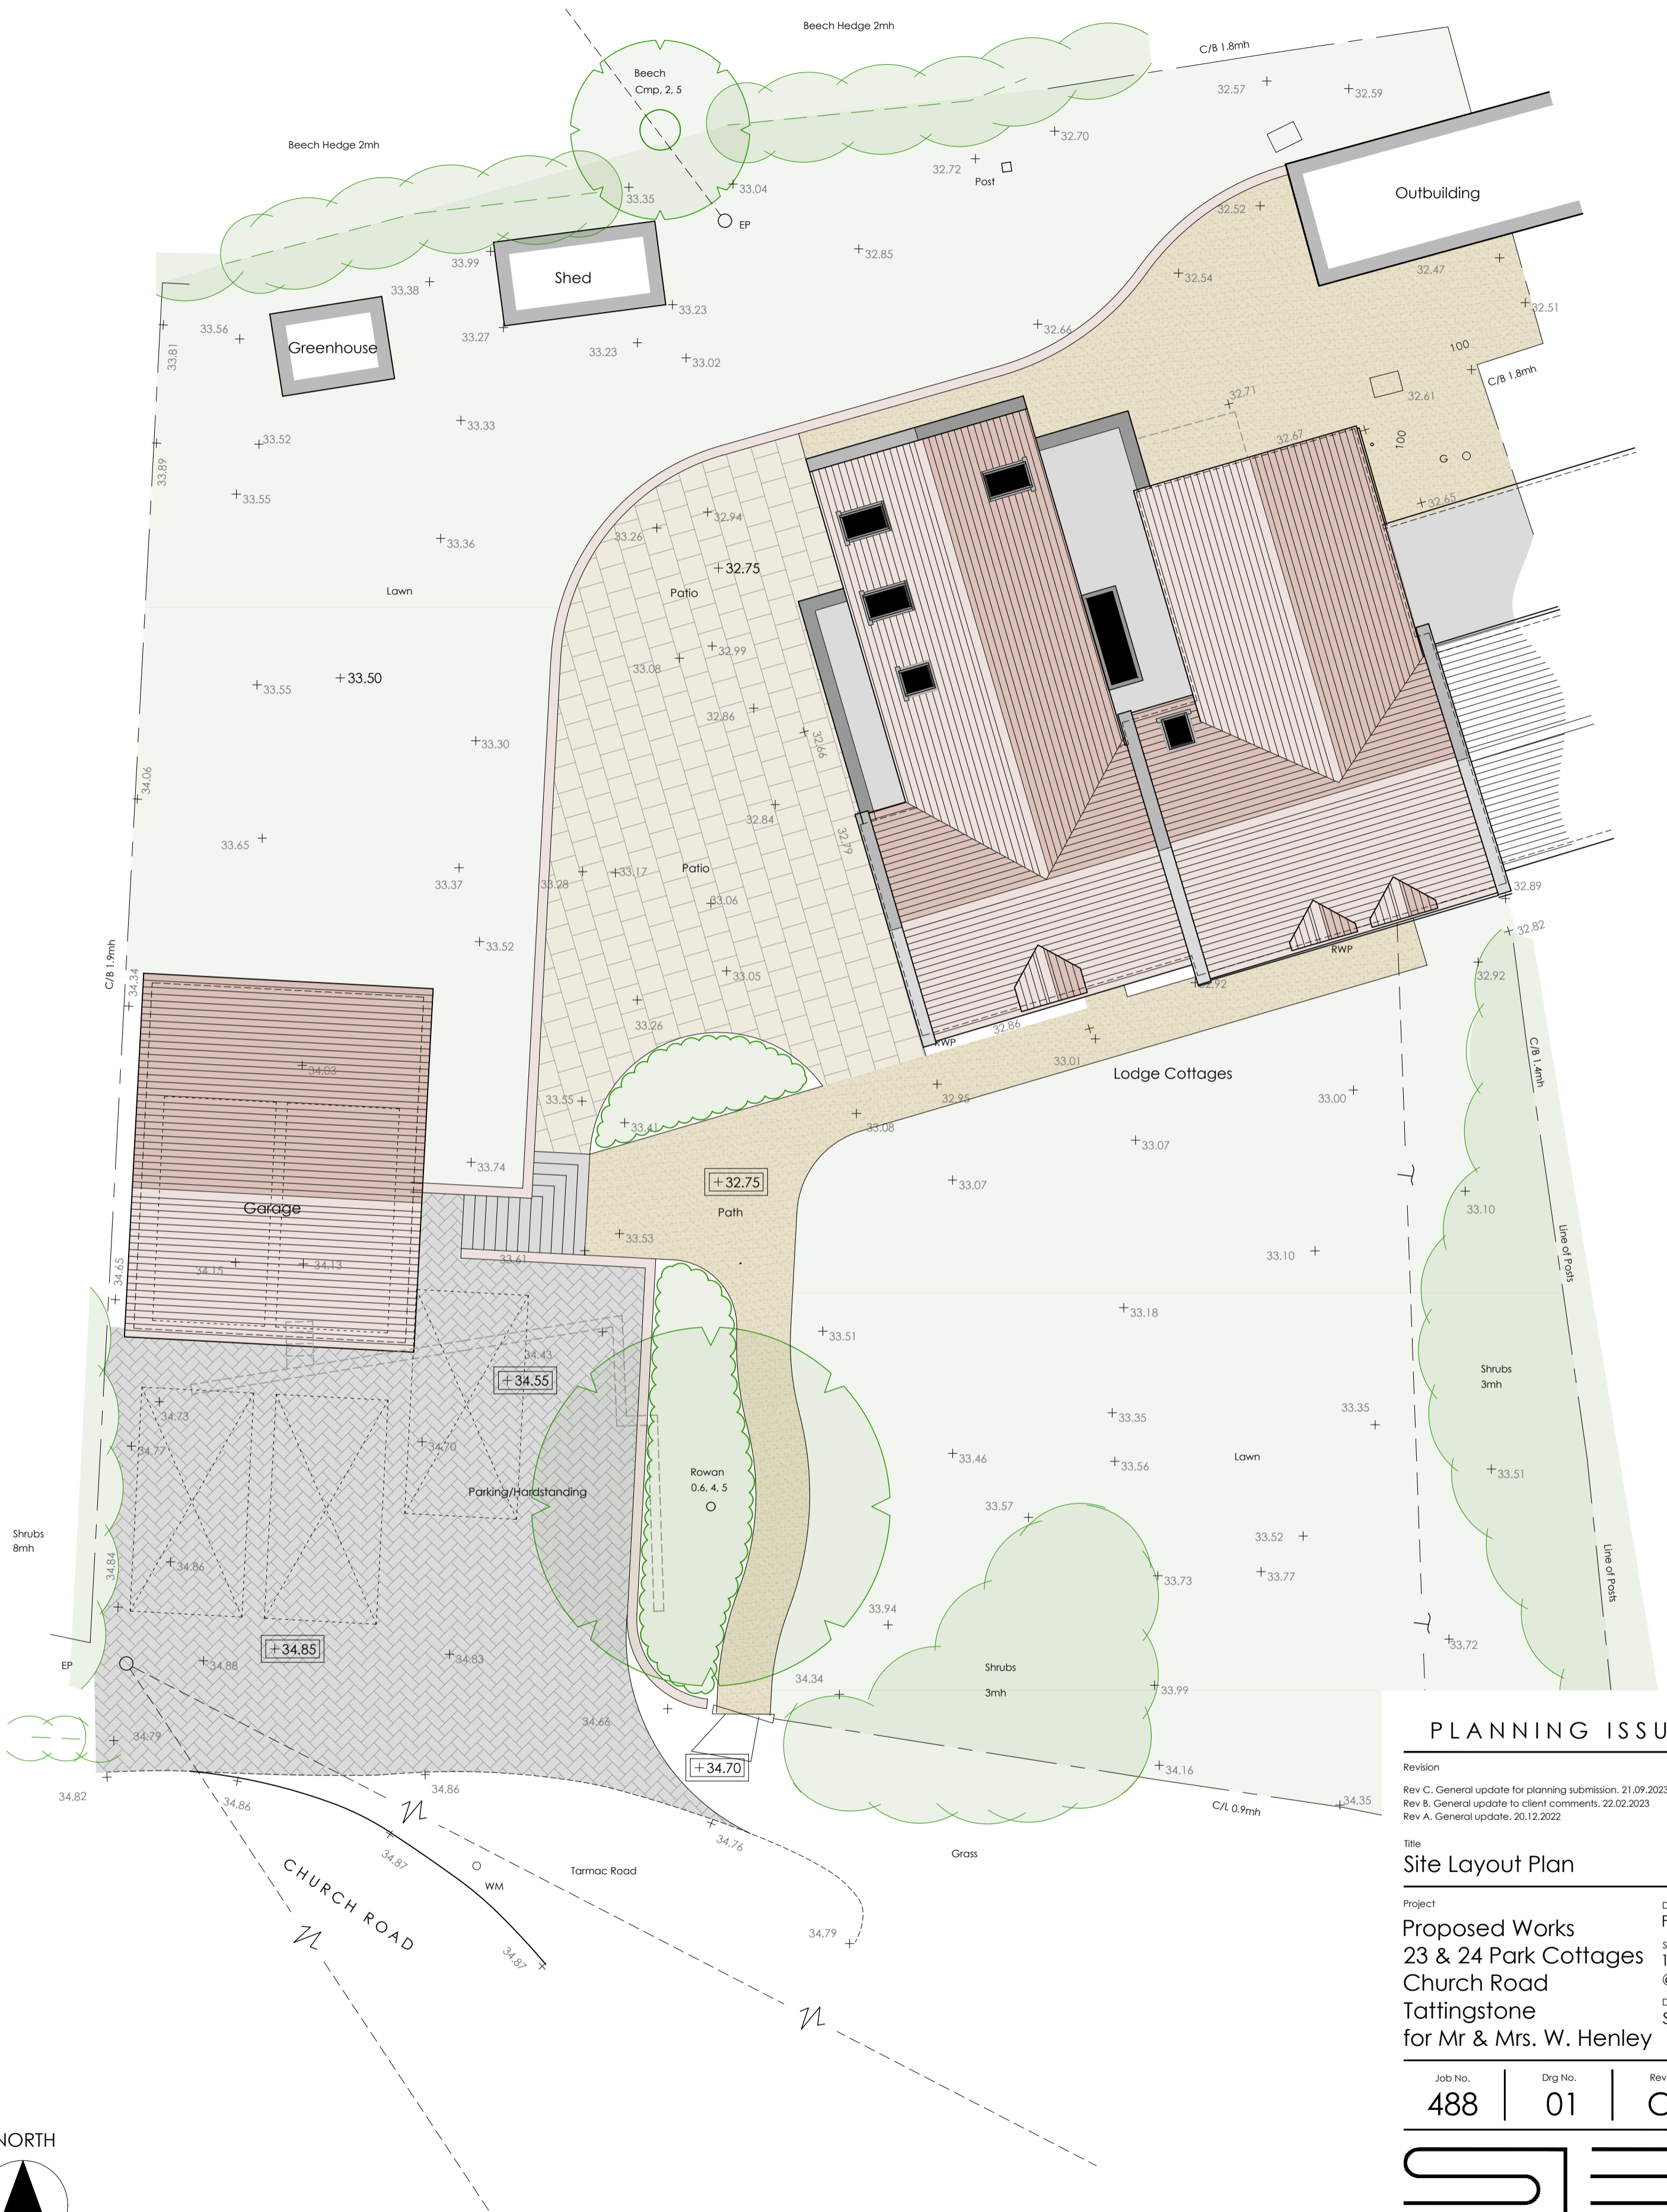 Beech Hedge 2mh
C/B 1.8mh
Beech
Cmp, 2, 5
32.57
32.59
32.70
Beech Hedge 2mh
32.72
Post
33.04
33.35
Outbuilding
32.52
EP
32.85
33.99
Shed
32.54
32.47
33.38
33.23
32.51
33.56
33.27
32.66
33.81
Greenhouse
33.23
33.02
100
C/B 1.8mh
32.71
32.61
33.33
33.52
32.67
100
G
33.89
33.55
32.65
32.94
33.26
33.36
32.75
Lawn
Patio
32.99
33.08
33.50
33.55
32.86
33.30
32.66
34.06
32.84
33.65
32.79
33.37
33.28
33.17
Patio
33.06
32.89
32.82
33.52
RWP
C/B 1.9mh
34.34
33.05
32.92
32.92
33.26
32.86
RWP
34.03
33.01
Lodge Cottages
C/B 1.4mh
33.55
32.95
33.00
33.41
33.08
33.07
33.74
32.75
33.07
Garage
Path
33.10
33.53
33.61
33.10
Line of Posts
34.15
34.13
34.65
33.18
33.51
34.43
34.55
Shrubs
3mh
34.73
33.35
33.35
34.77
34.70
33.46
33.56
Lawn
Rowan
0.6, 4, 5
33.51
Parking/Hardstanding
33.57
Shrubs
8mh
33.52
34.84
34.86
33.73
33.77
Line of Posts
33.94
34.85
33.72
34.88
34.83
EP
Shrubs
3mh
34.34
33.99
34.66
34.79
34.70
34.16
34.82
34.86
34.86
34.35
C/L 0.9mh
34.76
34.87
Grass
Tarmac Road
WM
CHURCH ROAD
34.79
34.87
NORTH
PLANNING ISSU
Revision
Rev C. General update for planning submission. 21.09.2023
Rev B. General update to client comments. 22.02.2023
Rev A. General update. 20.12.2022
Title
Site Layout Plan
Project
Proposed Works
23 & 24 Park Cottages
Church Road
Tattingstone
for Mr & Mrs. W. Henley
Job No.
Drg No.
Rev
488
01
C